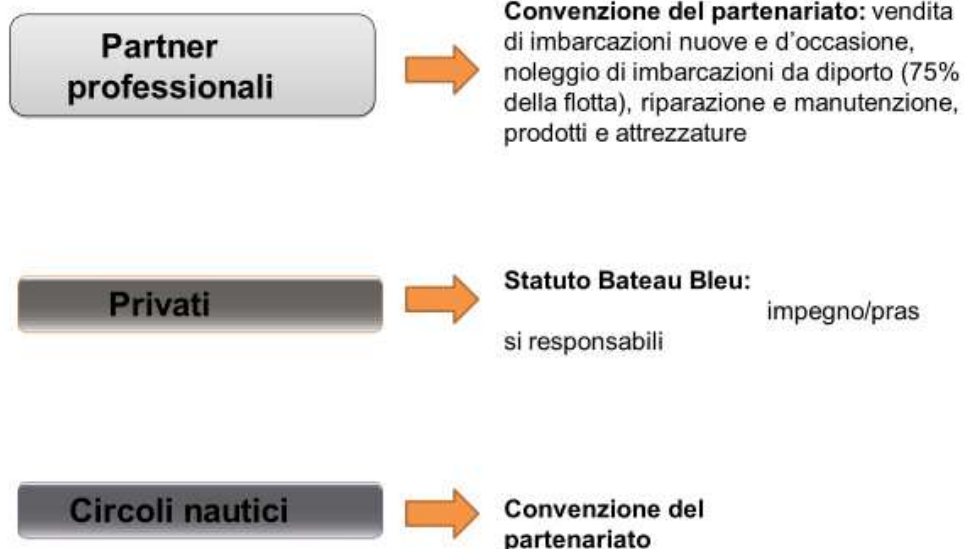 Partner
professionali
Convenzione del partenariato: vendita
di imbarcazioni nuove e d'occasione,
noleggio di imbarcazioni da diporto (75%
della flotta), riparazione e manutenzione,
prodotti e attrezzature
Privati
Statuto Bateau Bleu:
impegno/pras
si responsabili
Circoli nautici
Convenzione del
partenariato